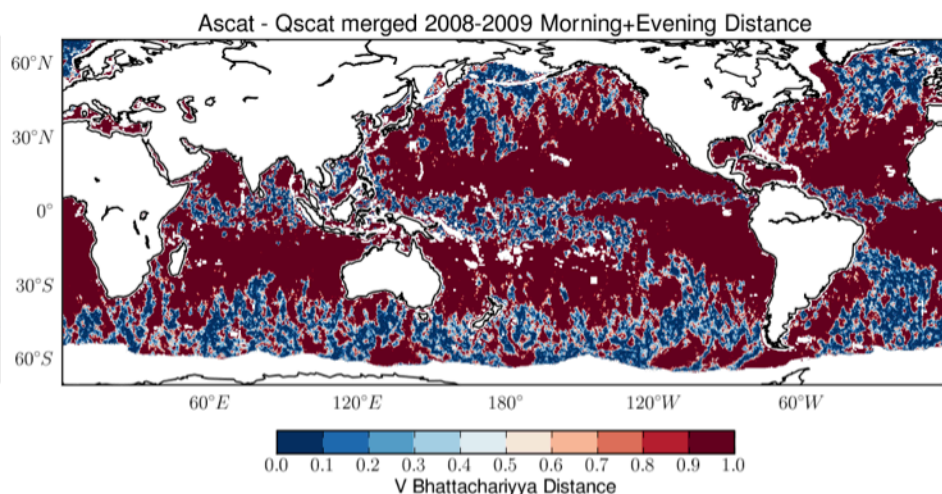 Ascat - Qscat merged 2008-2009 Morning+Evening Distance
60°N
30°N
0°
30°S
60°S
60°E 120°E 180° 120°W 60°W
0.0 0.1 0.2 0.3 0.4 0.5 0.6 0.7 0.8 0.9 1.0
V Bhattachariyya Distance